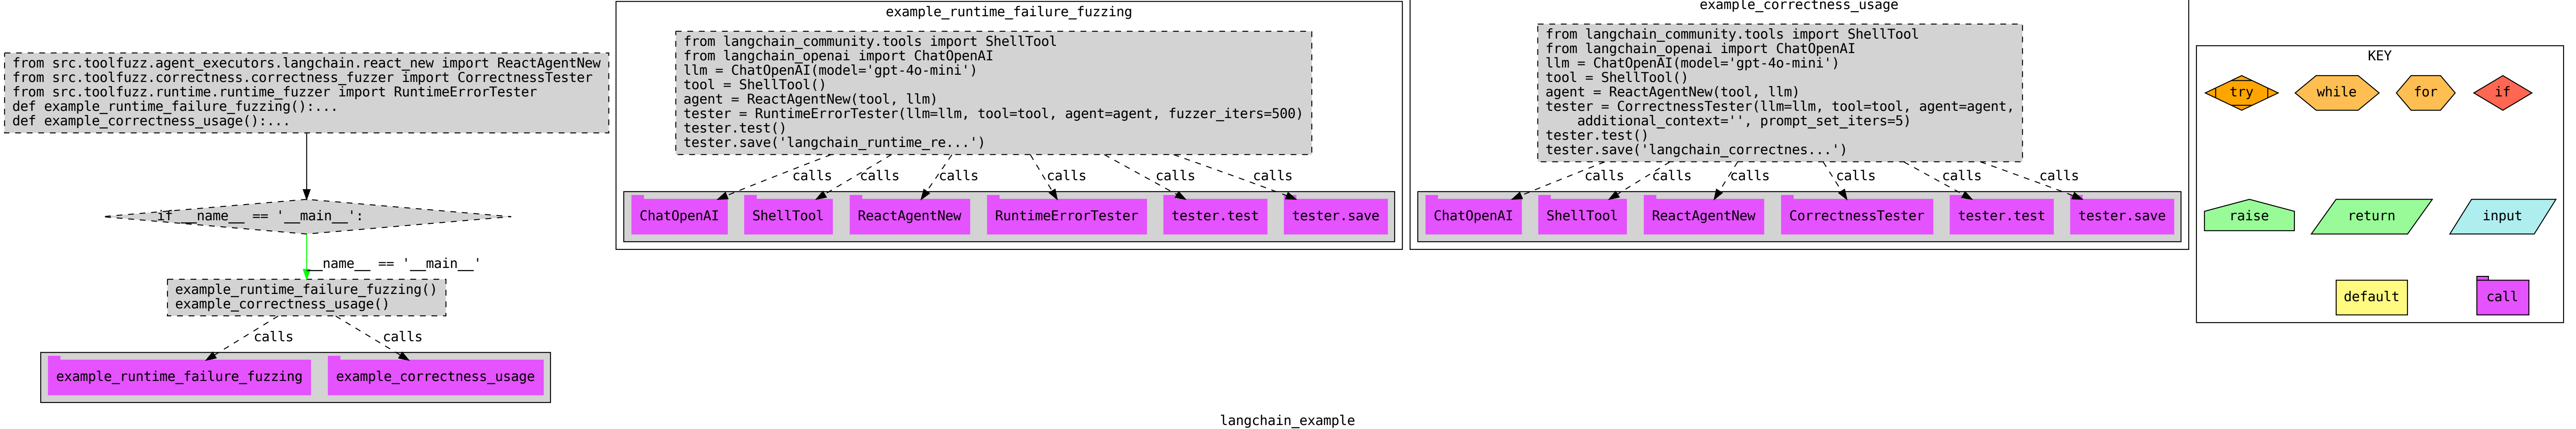 from src.toolfuzz.agent_executors.langchain.react_new import ReactAgentNew
from src.toolfuzz.correctness.correctness_fuzzer import CorrectnessTester
from src.toolfuzz.runtime.runtime_fuzzer import RuntimeErrorTester
def example_runtime_failure_fuzzing():...
def example_correctness_usage():...
if __name__ == '__main__':
__name__ == '__main__'
example_runtime_failure_fuzzing()
example_correctness_usage()
calls
calls
example_runtime_failure_fuzzing
example_correctness_usage
example_runtime_failure_fuzzing
from langchain_community.tools import ShellTool
from langchain_openai import ChatOpenAI
llm = ChatOpenAI(model='gpt-4o-mini')
tool = ShellTool()
agent = ReactAgentNew(tool, llm)
tester = RuntimeErrorTester(llm=llm, tool=tool, agent=agent, fuzzer_iters=500)
tester.test()
tester.save('langchain_runtime_re...')
calls
calls
calls
calls
calls
calls
ChatOpenAI
ShellTool
ReactAgentNew
RuntimeErrorTester
tester.test
tester.save
example_correctness_usage
from langchain_community.tools import ShellTool
from langchain_openai import ChatOpenAI
llm = ChatOpenAI(model='gpt-4o-mini')
tool = ShellTool()
agent = ReactAgentNew(tool, llm)
tester = CorrectnessTester(llm=llm, tool=tool, agent=agent,
    additional_context='', prompt_set_iters=5)
tester.test()
tester.save('langchain_correctnes...')
calls
calls
calls
calls
calls
calls
ChatOpenAI
ShellTool
ReactAgentNew
CorrectnessTester
tester.test
tester.save
KEY
try
while
for
if
raise
return
input
default
call
langchain_example